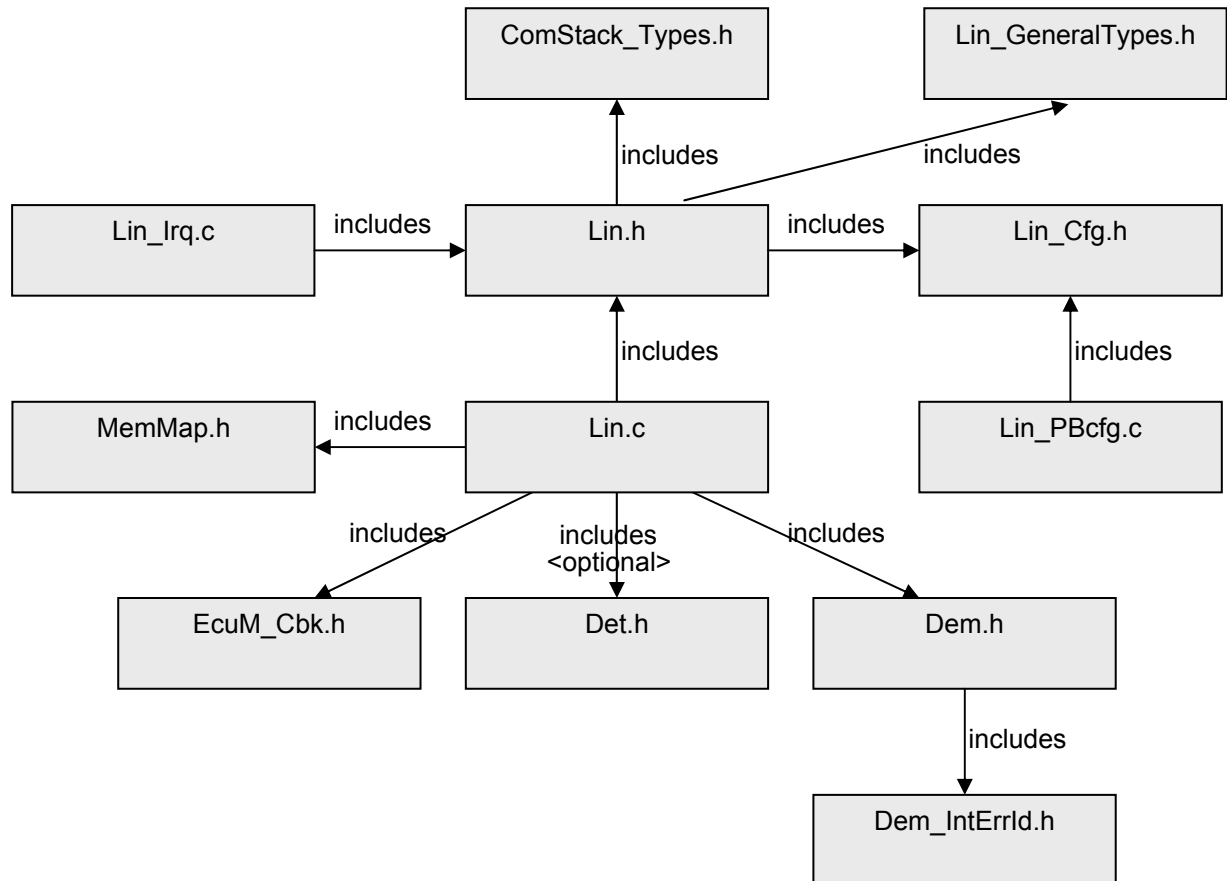 ComStack_Types.h
Lin_GeneralTypes.h
includes
includes
Lin_Irq.c
includes
Lin.h
includes
Lin_Cfg.h
includes
includes
MemMap.h
includes
Lin.c
Lin_PBcfg.c
includes
includes
<optional>
includes
EcuM_Cbk.h
Det.h
Dem.h
includes
Dem_IntErrId.h